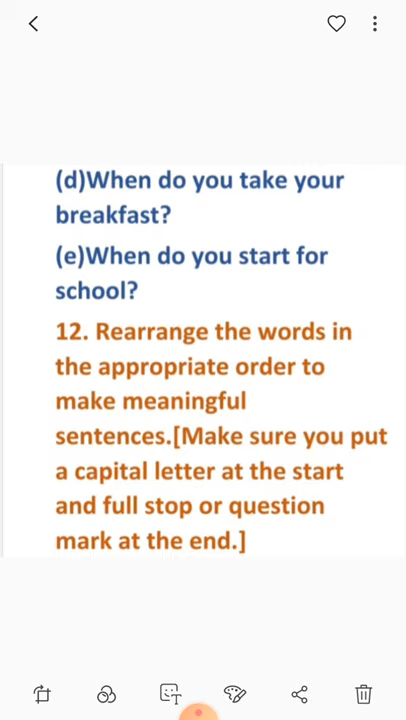 (d)When do you take your
breakfast?
(e)When do you start for
school?
12. Rearrange the words in
the appropriate order to
make meaningful
sentences.[Make sure you put
a capital letter at the start
and full stop or question
mark at the end.]